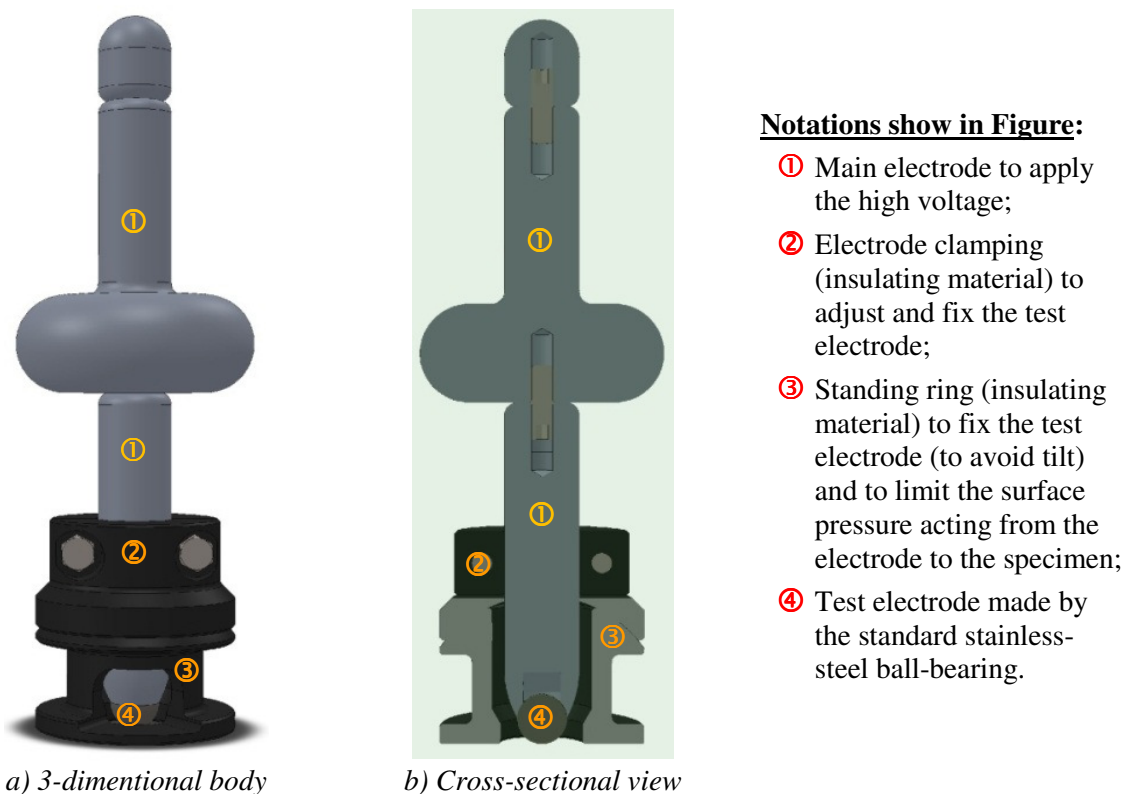 Notations show in Figure:
① Main electrode to apply
the high voltage;
② Electrode clamping
(insulating material) to
adjust and fix the test
electrode;
③ Standing ring (insulating
material) to fix the test
electrode (to avoid tilt)
and to limit the surface
pressure acting from the
electrode to the specimen;
④ Test electrode made by
the standard stainless-
steel ball-bearing.
①
①
②
③
④
①
①
②
③
④
a) 3-dimentional body
b) Cross-sectional view